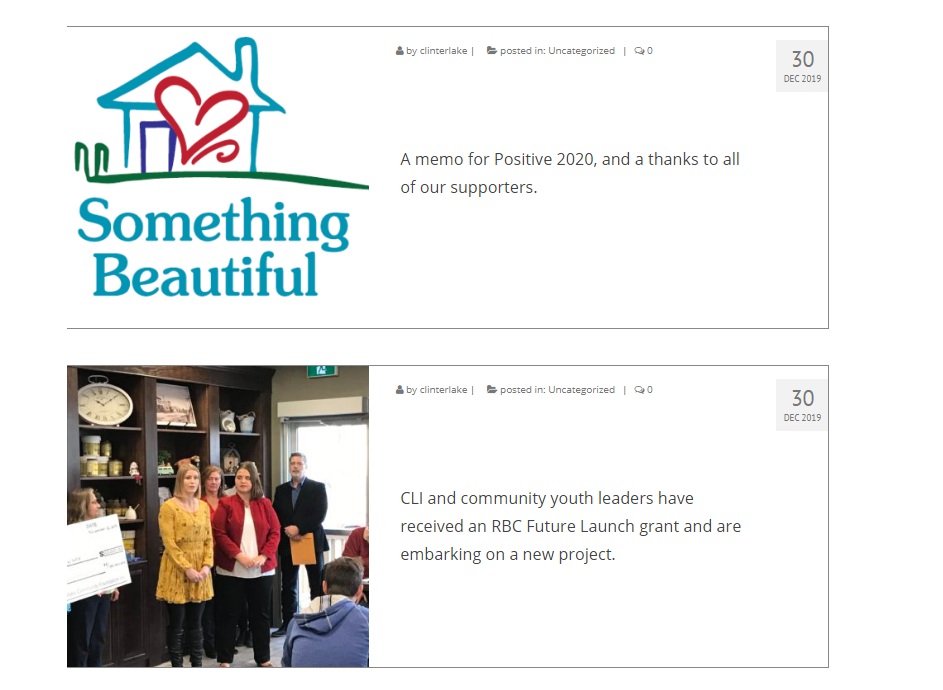 by clinterlake | posted in: Uncategorized | 0
30
DEC 2019
A memo for Positive 2020, and a thanks to all
of our supporters.
Something
Beautiful
by clinterlake | posted in: Uncategorized | 0
30
DEC 2019
CLI and community youth leaders have
received an RBC Future Launch grant and are
embarking on a new project.